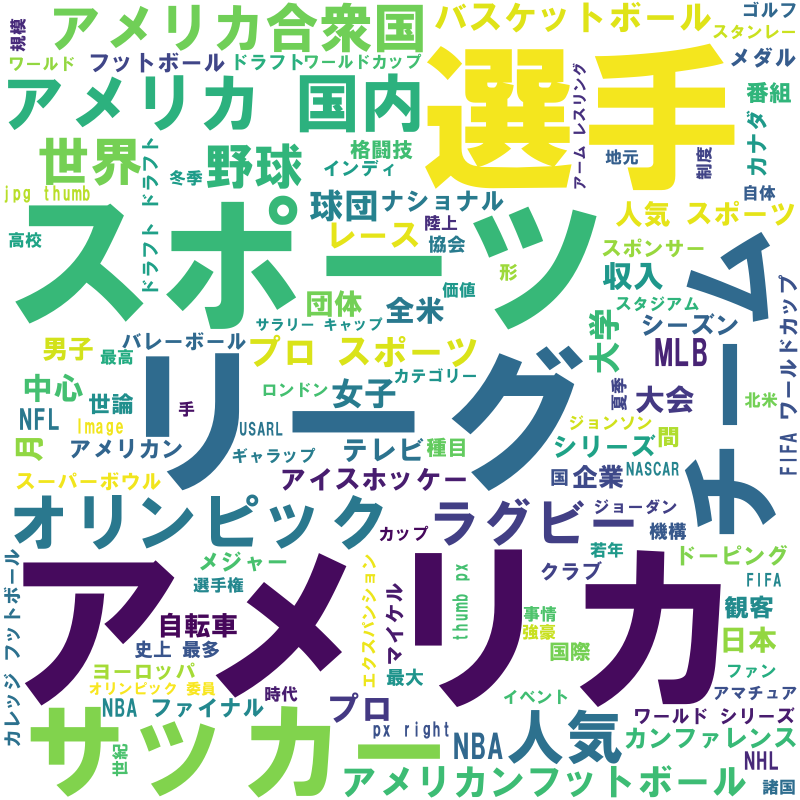 規模
アメリカ合衆国
バスケットボール
ゴルフ
スタンレー
ワールド
フットボール
ドラフト
ワールドカップ
メダル
アメリカ 国内
選手
番組
世界
野球
格闘技
アーム レスリング
地元
制度
カナダ
ドラフト ドラフト
冬季
インディ
jpg thumb
球団
ナショナル
自体
スポーツ
陸上
人気 スポーツ
高校
レース
協会
スポンサー
形
収入
チーム
FIFA ワールドカップ
団体
価値
全米
スタジアム
サラリー キャップ
大学
シーズン
男子
最高
バレーボール
プロ スポーツ
MLB
リーグ
中心
世論
手
ロンドン
女子
カテゴリー
夏季
大会
北米
NFL
Image
USARL
ジョンソン
月
アメリカン
ギャラップ
テレビ
種目
シリーズ
間
スーパーボウル
アイスホッケー
国
企業
NASCAR
オリンピック
カップ
ラグビー
ジョーダン
機構
カレッジ フットボール
メジャー
選手権
エクスパンション
マイケル
thumb px
クラブ
若年
ドーピング
FIFA
アメリカ
自転車
事情
強豪
観客
史上 最多
国際
日本
ヨーロッパ
最大
ファン
オリンピック 委員
時代
イベント
アマチュア
NBA ファイナル
プロ
ワールド シリーズ
世紀
サッカー
px right
NBA
人気
カンファレンス
NHL
アメリカンフットボール
諸国